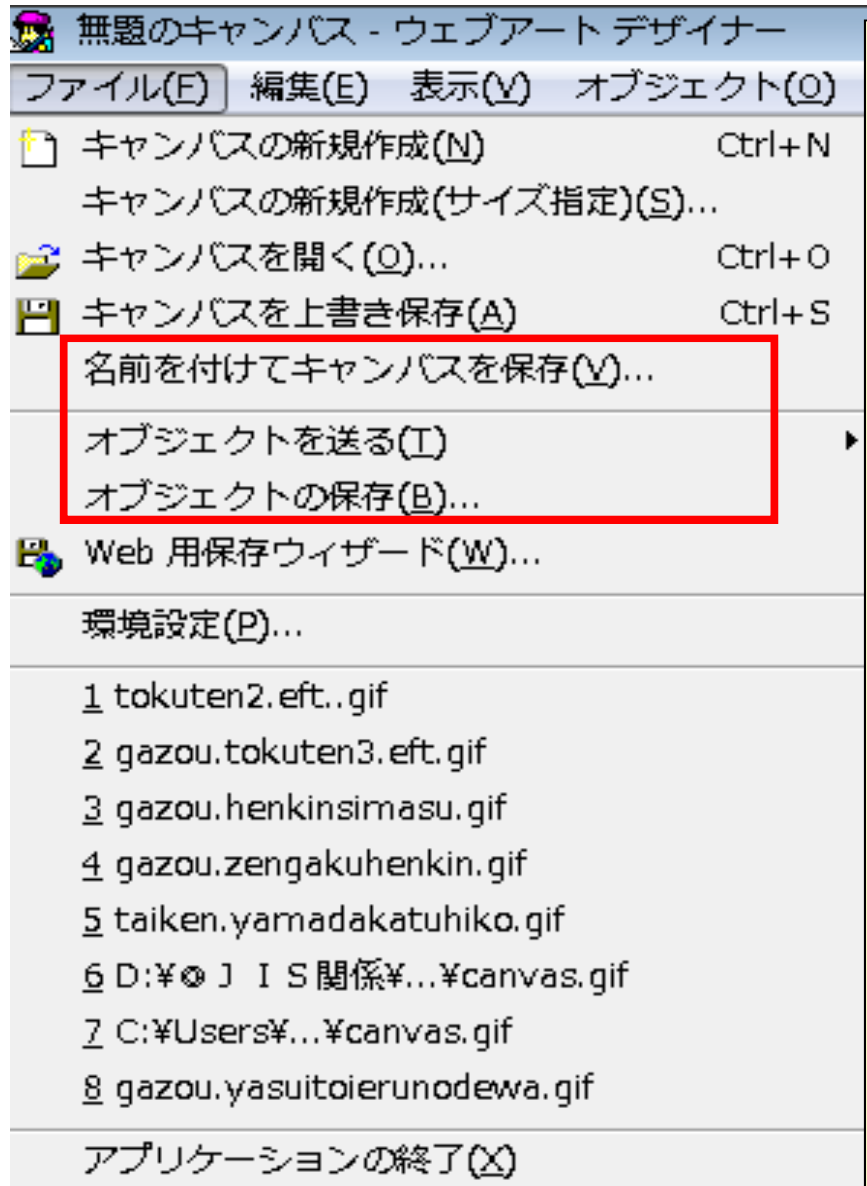 無題のキャンバス - ウェブアート デザイナー
ファイル(F) 編集(E) 表示(V) オブジェクト(O)
キャンバスの新規作成(N) Ctrl+N
キャンバスの新規作成(サイズ指定)(S)...
キャンバスを開く(O)... Ctrl+O
キャンバスを上書き保存(A) Ctrl+S
名前を付けてキャンバスを保存(V)...
オブジェクトを送る(T)
オブジェクトの保存(B)...
Web 用保存ウィザード(W)...
環境設定(P)...
1 tokuten2.eft..gif
2 gazou.tokuten3.eft.gif
3 gazou.henkinsimasu.gif
4 gazou.zengakuhenkin.gif
5 taiken.yamadakatuhiko.gif
6 D:¥◎ＪＩＳ関係¥...¥canvas.gif
7 C:¥Users¥...¥canvas.gif
8 gazou.yasuitoierunodewa.gif
アプリケーションの終了(X)